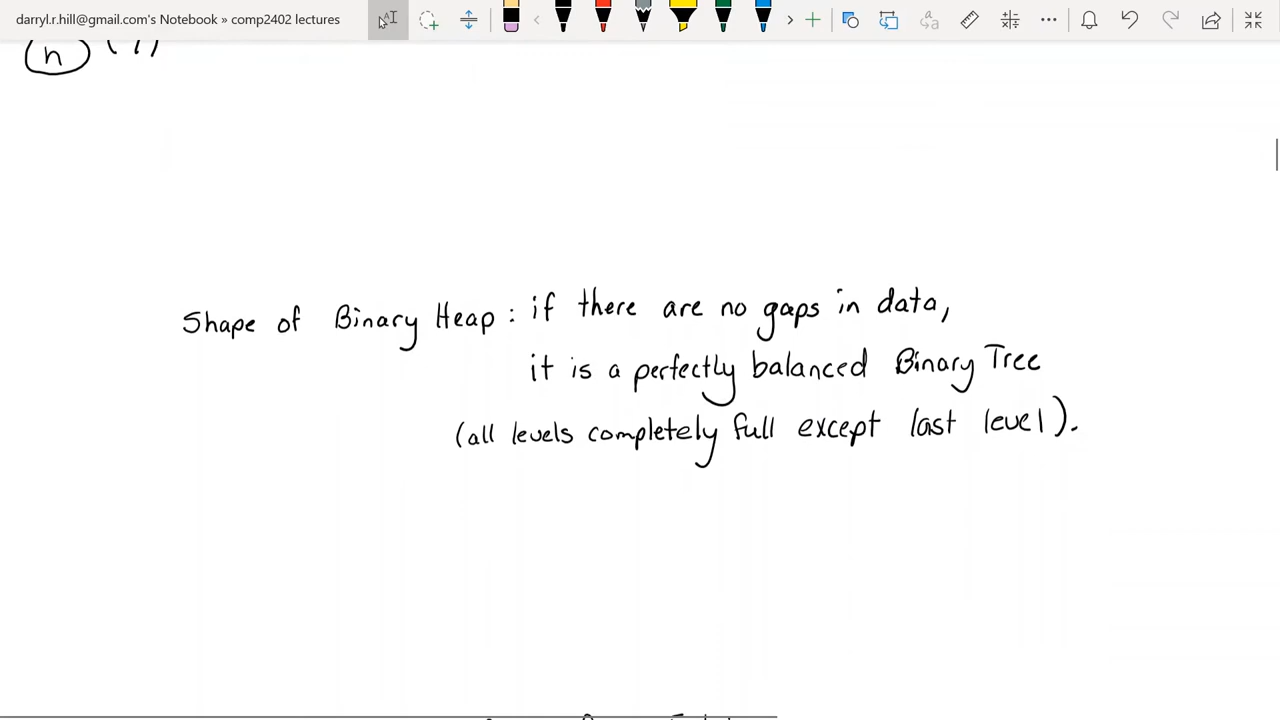 darryl.r.hill@gmail.com's Notebook » comp2402 lectures
n
Shape of Binary Heap: if there are no gaps in data,
it is a perfectly balanced Binary Tree
(all levels completely full except last level).